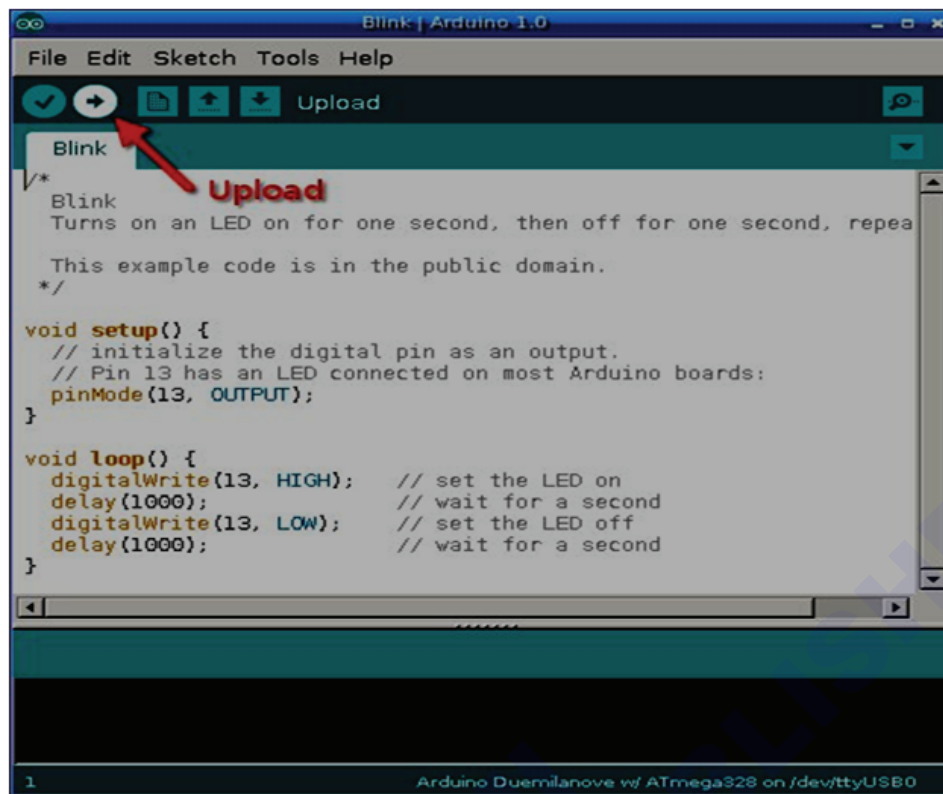 Blink | Arduino 1.0
File Edit Sketch Tools Help
Upload
Blink
Upload
/*
Blink
Turns on an LED on for one second, then off for one second, repea
This example code is in the public domain.
*/
void setup() {
// initialize the digital pin as an output.
// Pin 13 has an LED connected on most Arduino boards:
pinMode(13, OUTPUT);
}
void loop() {
digitalWrite(13, HIGH);   // set the LED on
delay(1000);              // wait for a second
digitalWrite(13, LOW);    // set the LED off
delay(1000);              // wait for a second
}
1 Arduino Duemilanove w/ ATmega328 on /dev/ttyUSB0